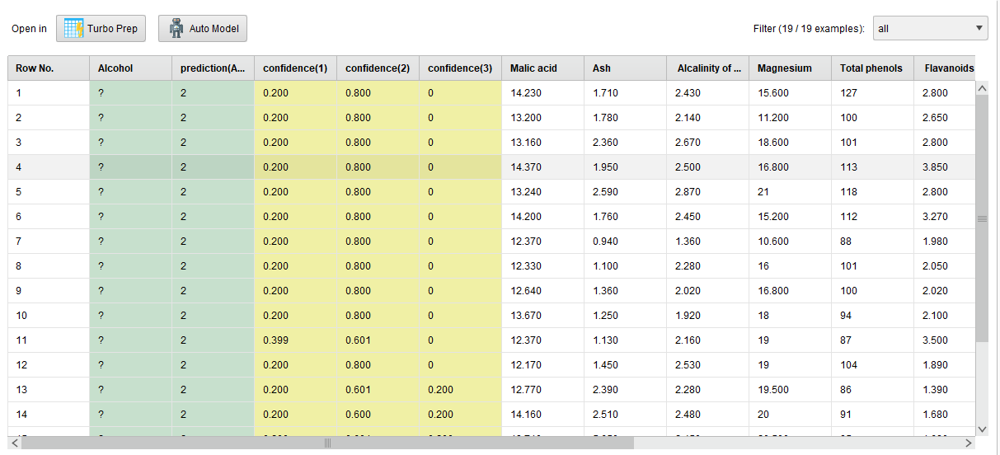 Open in Turbo Prep Auto Model Filter (19 / 19 examples): all
Row No. Alcohol prediction(A... confidence(1) confidence(2) confidence(3) Malic acid Ash Alcalinity of ... Magnesium Total phenols Flavanoids
1 ? 2 0.200 0.800 0 14.230 1.710 2.430 15.600 127 2.800
2 ? 2 0.200 0.800 0 13.200 1.780 2.140 11.200 100 2.650
3 ? 2 0.200 0.800 0 13.160 2.360 2.670 18.600 101 2.800
4 ? 2 0.200 0.800 0 14.370 1.950 2.500 16.800 113 3.850
5 ? 2 0.200 0.800 0 13.240 2.590 2.870 21 118 2.800
6 ? 2 0.200 0.800 0 14.200 1.760 2.450 15.200 112 3.270
7 ? 2 0.200 0.800 0 12.370 0.940 1.360 10.600 88 1.980
8 ? 2 0.200 0.800 0 12.330 1.100 2.280 16 101 2.050
9 ? 2 0.200 0.800 0 12.640 1.360 2.020 16.800 100 2.020
10 ? 2 0.200 0.800 0 13.670 1.250 1.920 18 94 2.100
11 ? 2 0.399 0.601 0 12.370 1.130 2.160 19 87 3.500
12 ? 2 0.200 0.800 0 12.170 1.450 2.530 19 104 1.890
13 ? 2 0.200 0.601 0.200 12.770 2.390 2.280 19.500 86 1.390
14 ? 2 0.200 0.600 0.200 14.160 2.510 2.480 20 91 1.680